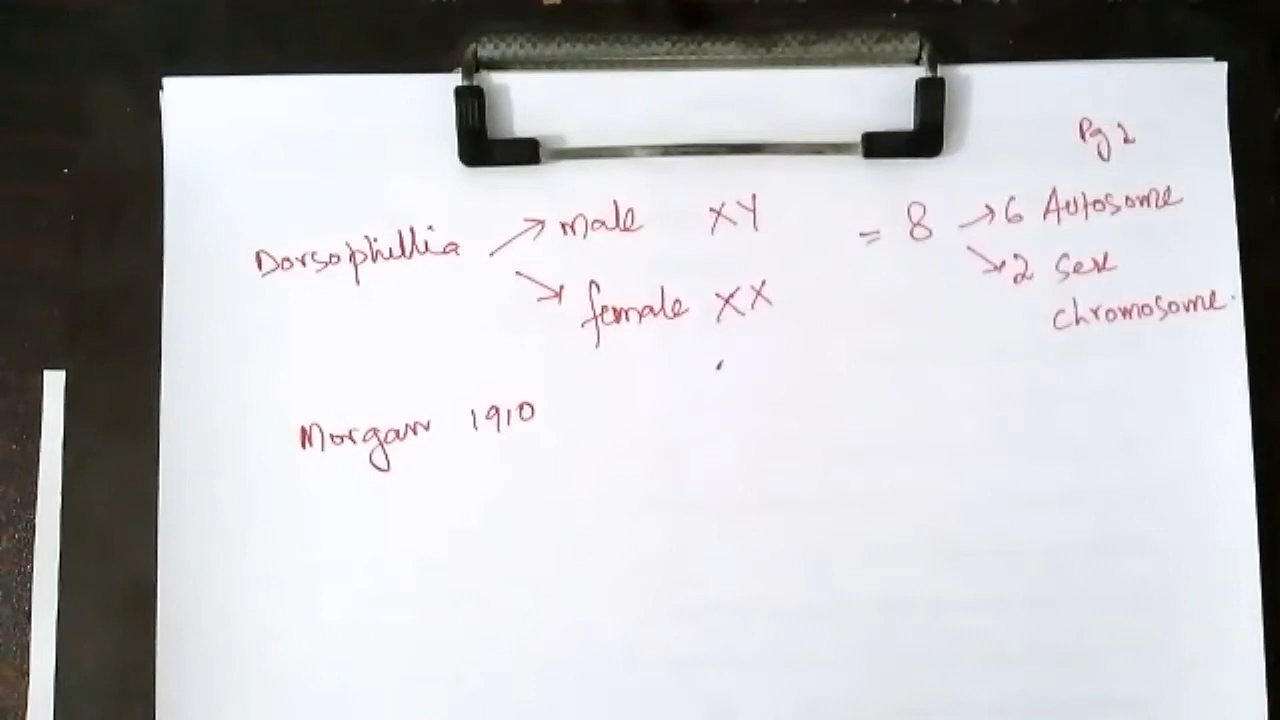 Pg 2
Dorsophillia → male XY = 8 → 6 Autosome
↘ female XX ↘ 2 sex
chromosome.
Morgan 1910